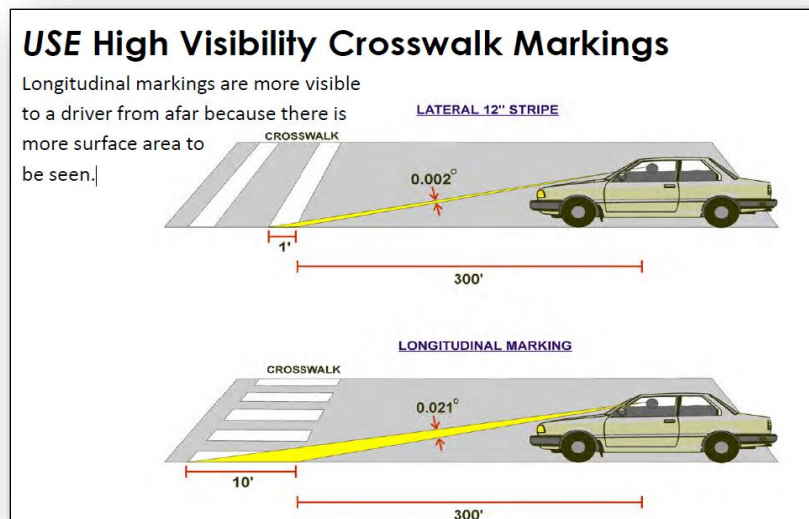 USE High Visibility Crosswalk Markings
Longitudinal markings are more visible
to a driver from afar because there is
more surface area to
be seen.
LATERAL 12" STRIPE
CROSSWALK
0.002°
1'
300'
LONGITUDINAL MARKING
CROSSWALK
0.021°
10'
300'